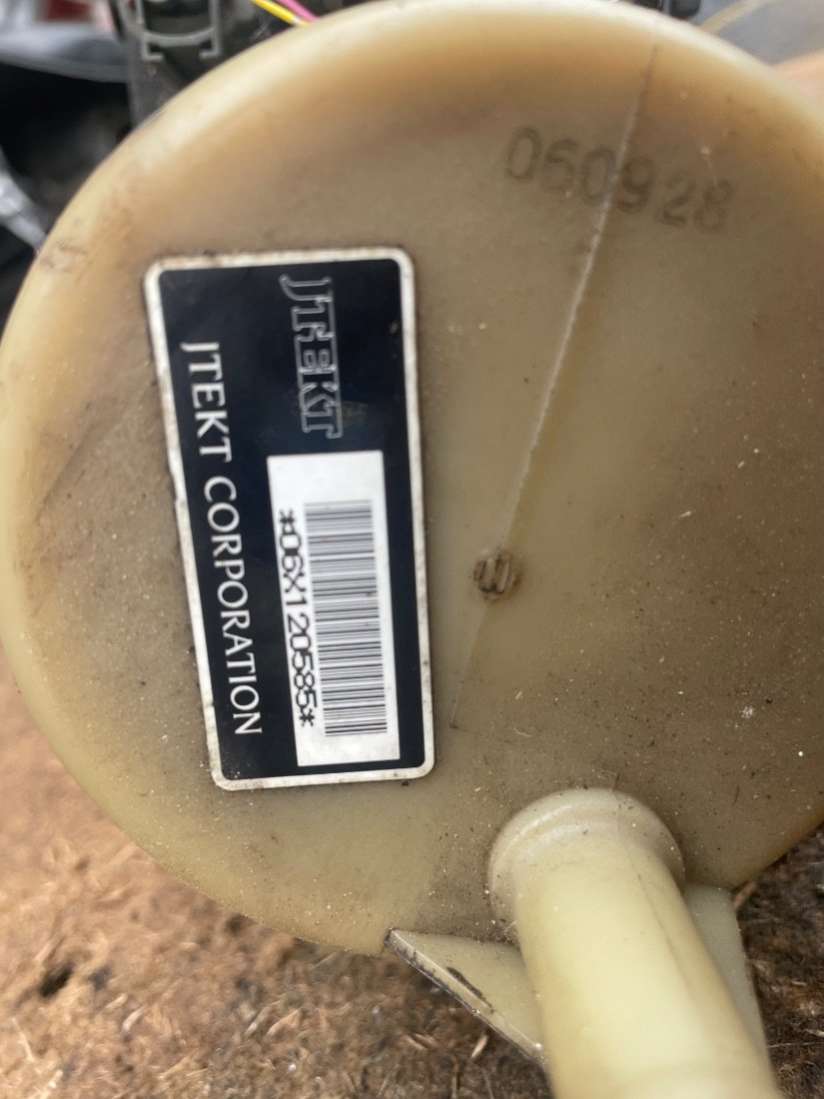 060928
JTEKT
*06X120585*
JTEKT CORPORATION